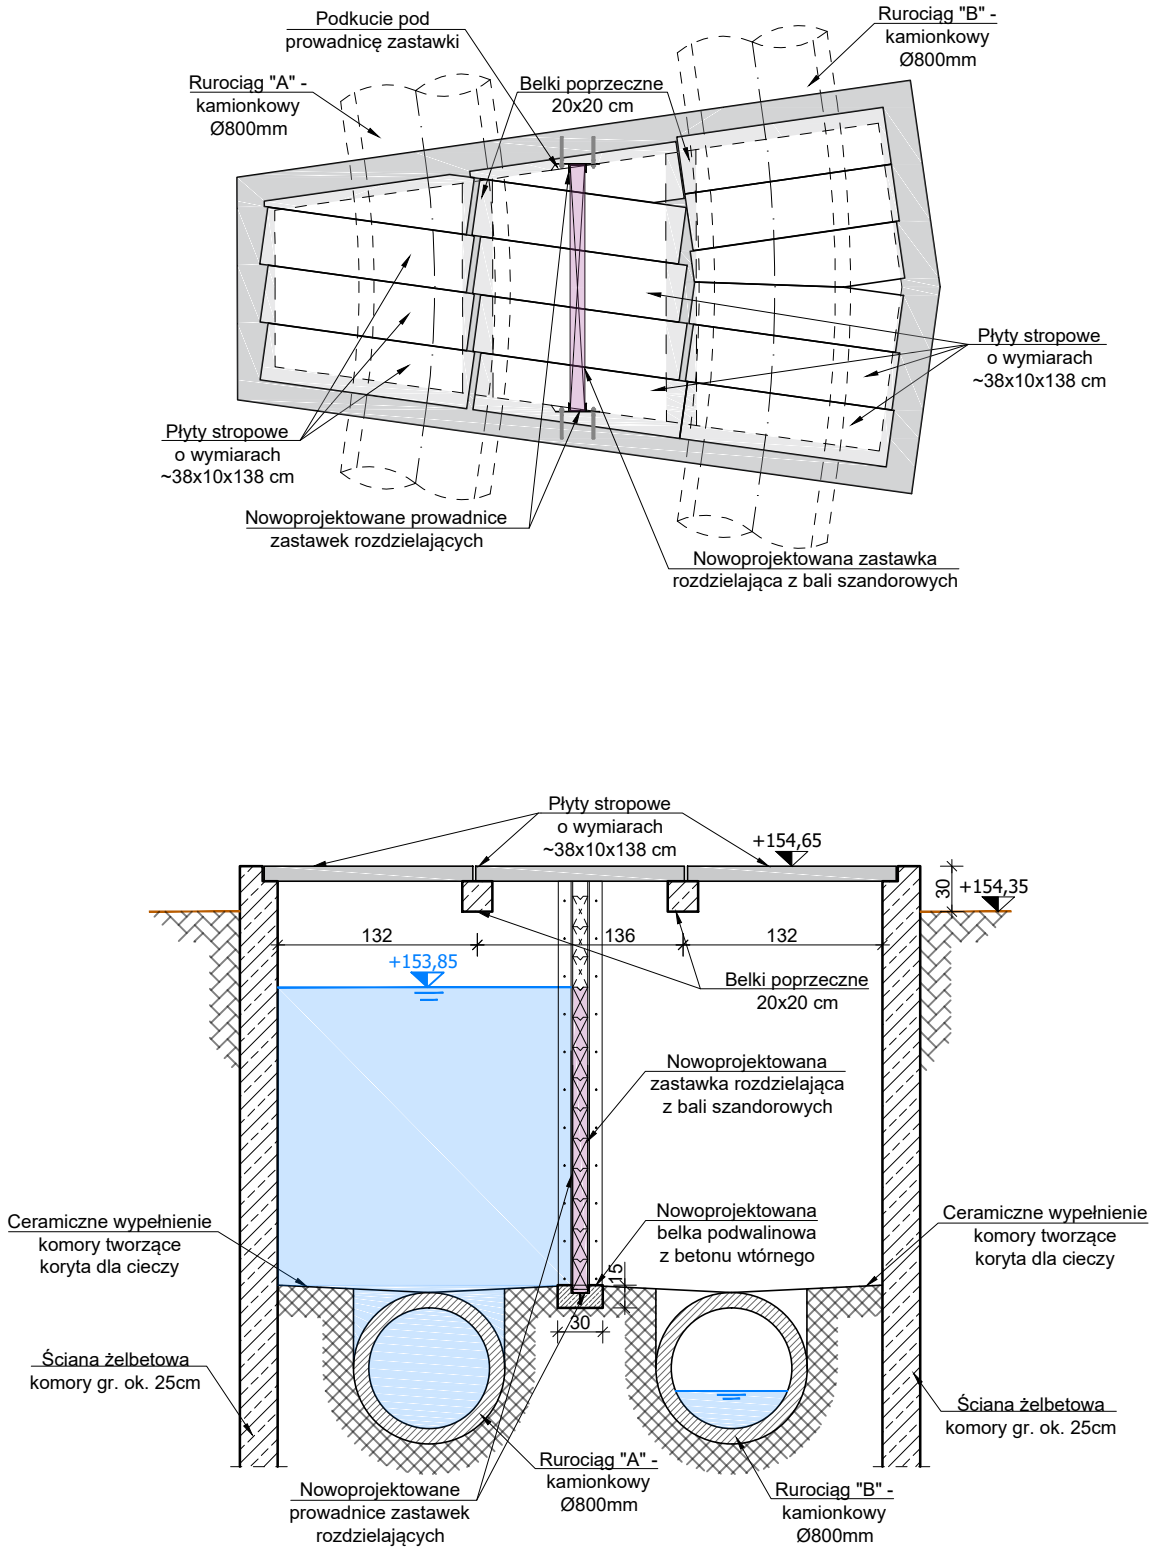 Podkucie pod
prowadnicę zastawki
Rurociąg "B" -
kamionkowy
Ø800mm
Rurociąg "A" -
kamionkowy
Ø800mm
Belki poprzeczne
20x20 cm
Płyty stropowe
o wymiarach
~38x10x138 cm
Płyty stropowe
o wymiarach
~38x10x138 cm
Nowoprojektowane prowadnice
zastawek rozdzielających
Nowoprojektowana zastawka
rozdzielająca z bali szandorowych
Płyty stropowe
o wymiarach
~38x10x138 cm
+154,65
30
+154,35
132
136
132
+153,85
Belki poprzeczne
20x20 cm
Nowoprojektowana
zastawka rozdzielająca
z bali szandorowych
Ceramiczne wypełnienie
komory tworzące
koryta dla cieczy
Nowoprojektowana
belka podwalinowa
z betonu wtórnego
Ceramiczne wypełnienie
komory tworzące
koryta dla cieczy
15
30
Ściana żelbetowa
komory gr. ok. 25cm
Ściana żelbetowa
komory gr. ok. 25cm
Rurociąg "A" -
kamionkowy
Ø800mm
Nowoprojektowane
prowadnice zastawek
rozdzielających
Rurociąg "B" -
kamionkowy
Ø800mm